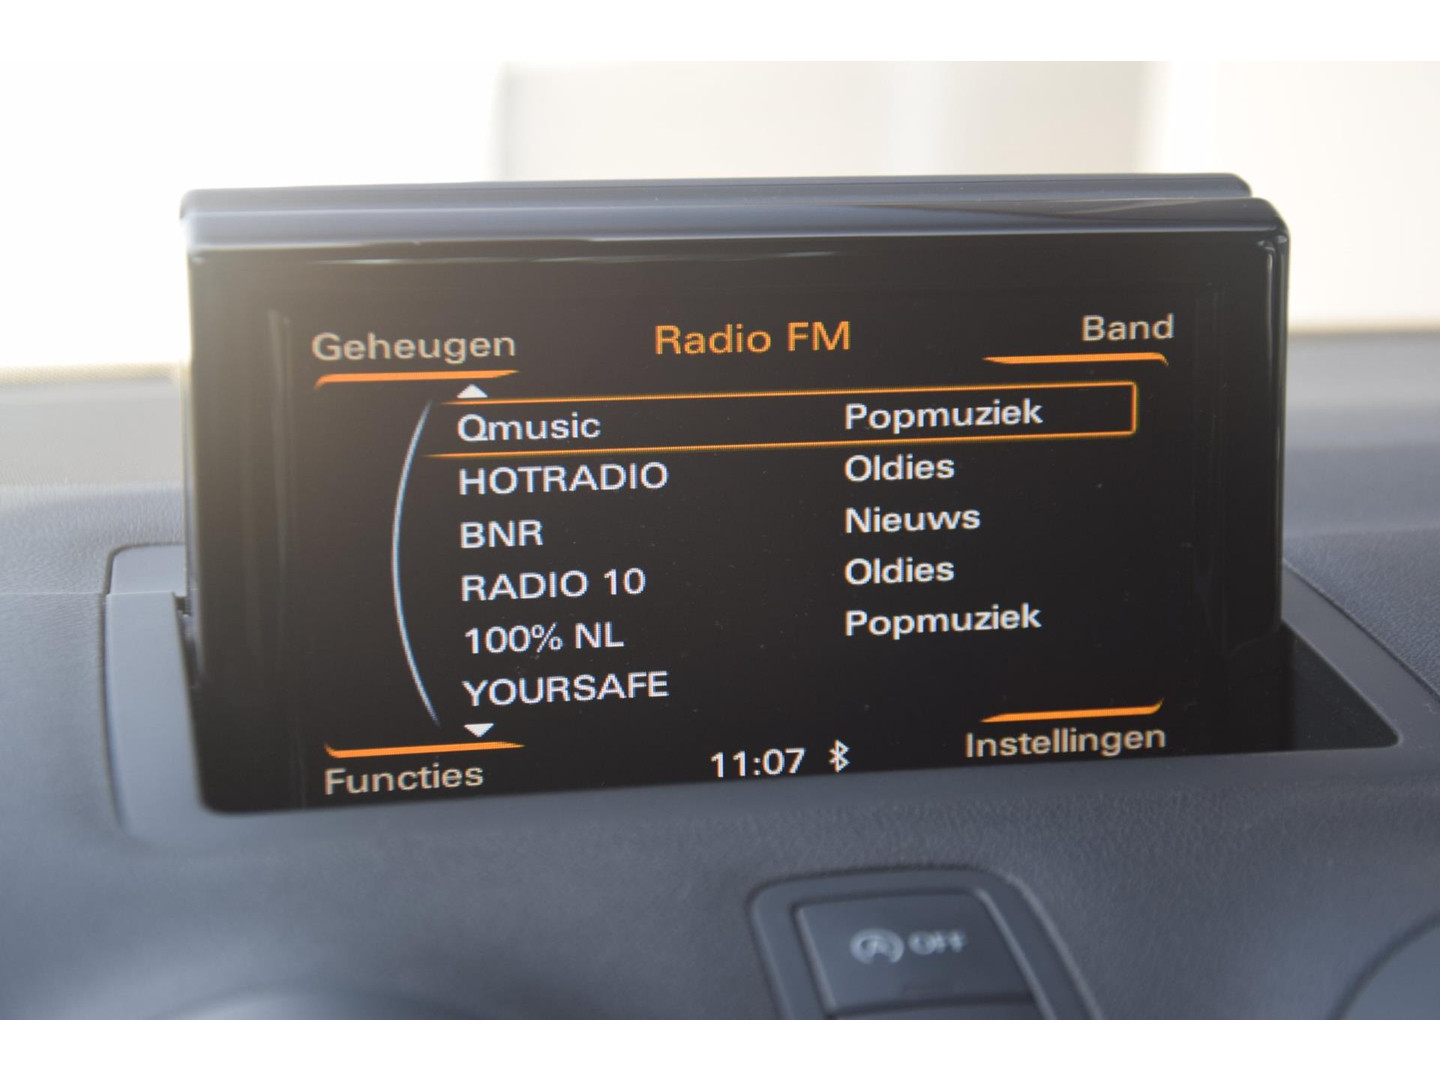 Geheugen Radio FM Band
Qmusic Popmuziek
HOTRADIO Oldies
BNR Nieuws
RADIO 10 Oldies
100% NL Popmuziek
YOURSAFE
Functies 11:07 Instellingen
A OFF